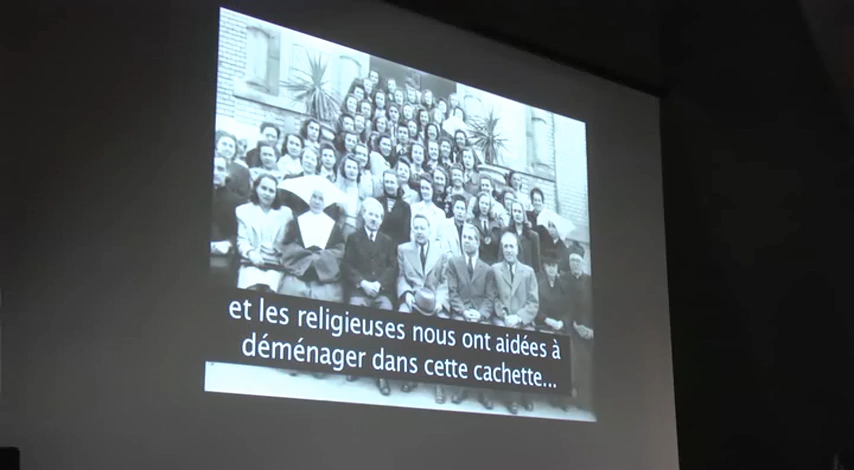 et les religieuses nous ont aidées à
déménager dans cette cachette...